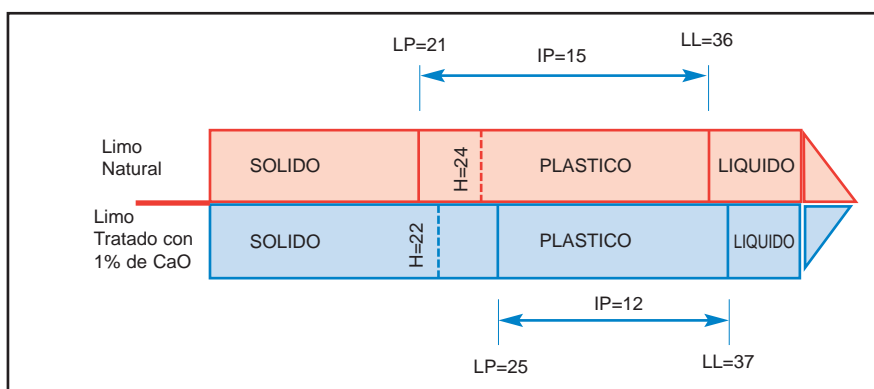 LP=21
IP=15
LL=36
Limo
Natural
SOLIDO
H=24
PLASTICO
LIQUIDO
Limo
Tratado con
1% de CaO
SOLIDO
H=22
PLASTICO
LIQUIDO
IP=12
LP=25
LL=37